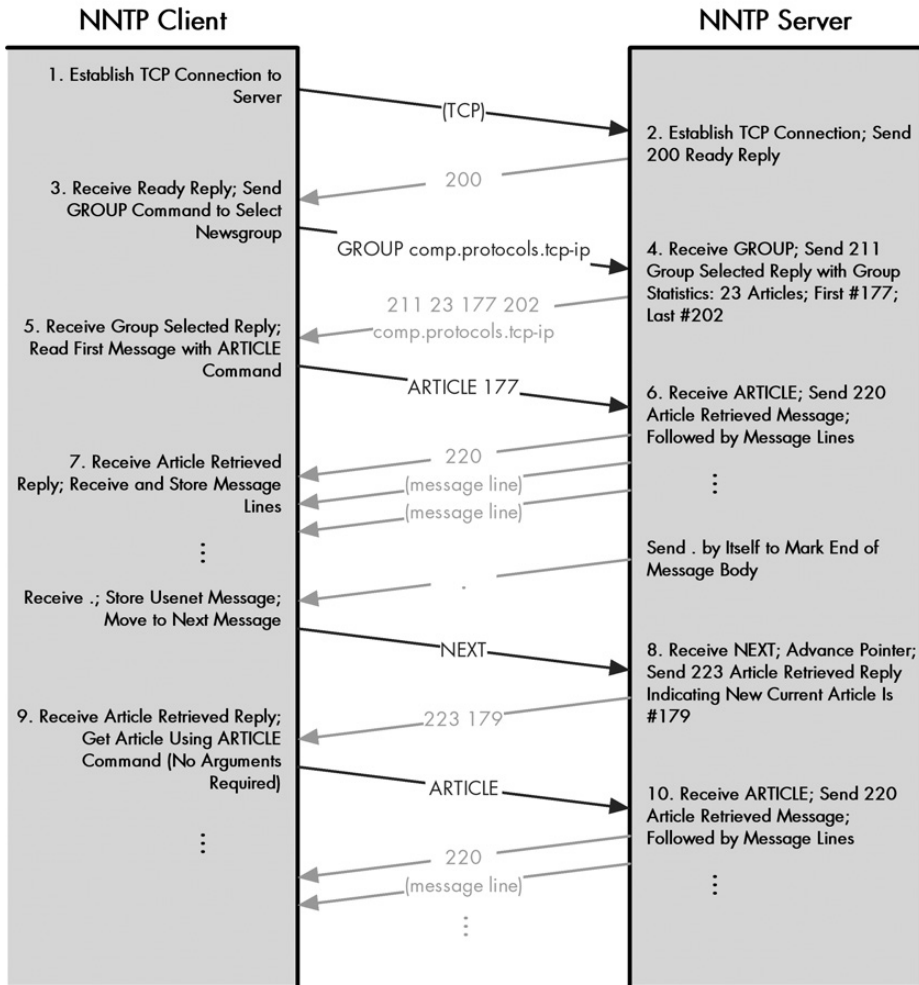 NNTP Client
NNTP Server
1. Establish TCP Connection to
Server
(TCP)
2. Establish TCP Connection; Send
200 Ready Reply
200
3. Receive Ready Reply; Send
GROUP Command to Select
Newsgroup
GROUP comp.protocols.tcp-ip
4. Receive GROUP; Send 211
Group Selected Reply with Group
Statistics: 23 Articles; First #177;
Last #202
211 23 177 202
comp.protocols.tcp-ip
5. Receive Group Selected Reply;
Read First Message with ARTICLE
Command
ARTICLE 177
6. Receive ARTICLE; Send 220
Article Retrieved Message;
Followed by Message Lines
⋮
220
(message line)
(message line)
7. Receive Article Retrieved
Reply; Receive and Store Message
Lines
⋮
Send . by Itself to Mark End of
Message Body
.
Receive .; Store Usenet Message;
Move to Next Message
NEXT
8. Receive NEXT; Advance Pointer;
Send 223 Article Retrieved Reply
Indicating New Current Article Is
#179
223 179
9. Receive Article Retrieved Reply;
Get Article Using ARTICLE
Command (No Arguments
Required)
⋮
ARTICLE
10. Receive ARTICLE; Send 220
Article Retrieved Message;
Followed by Message Lines
⋮
220
(message line)
⋮